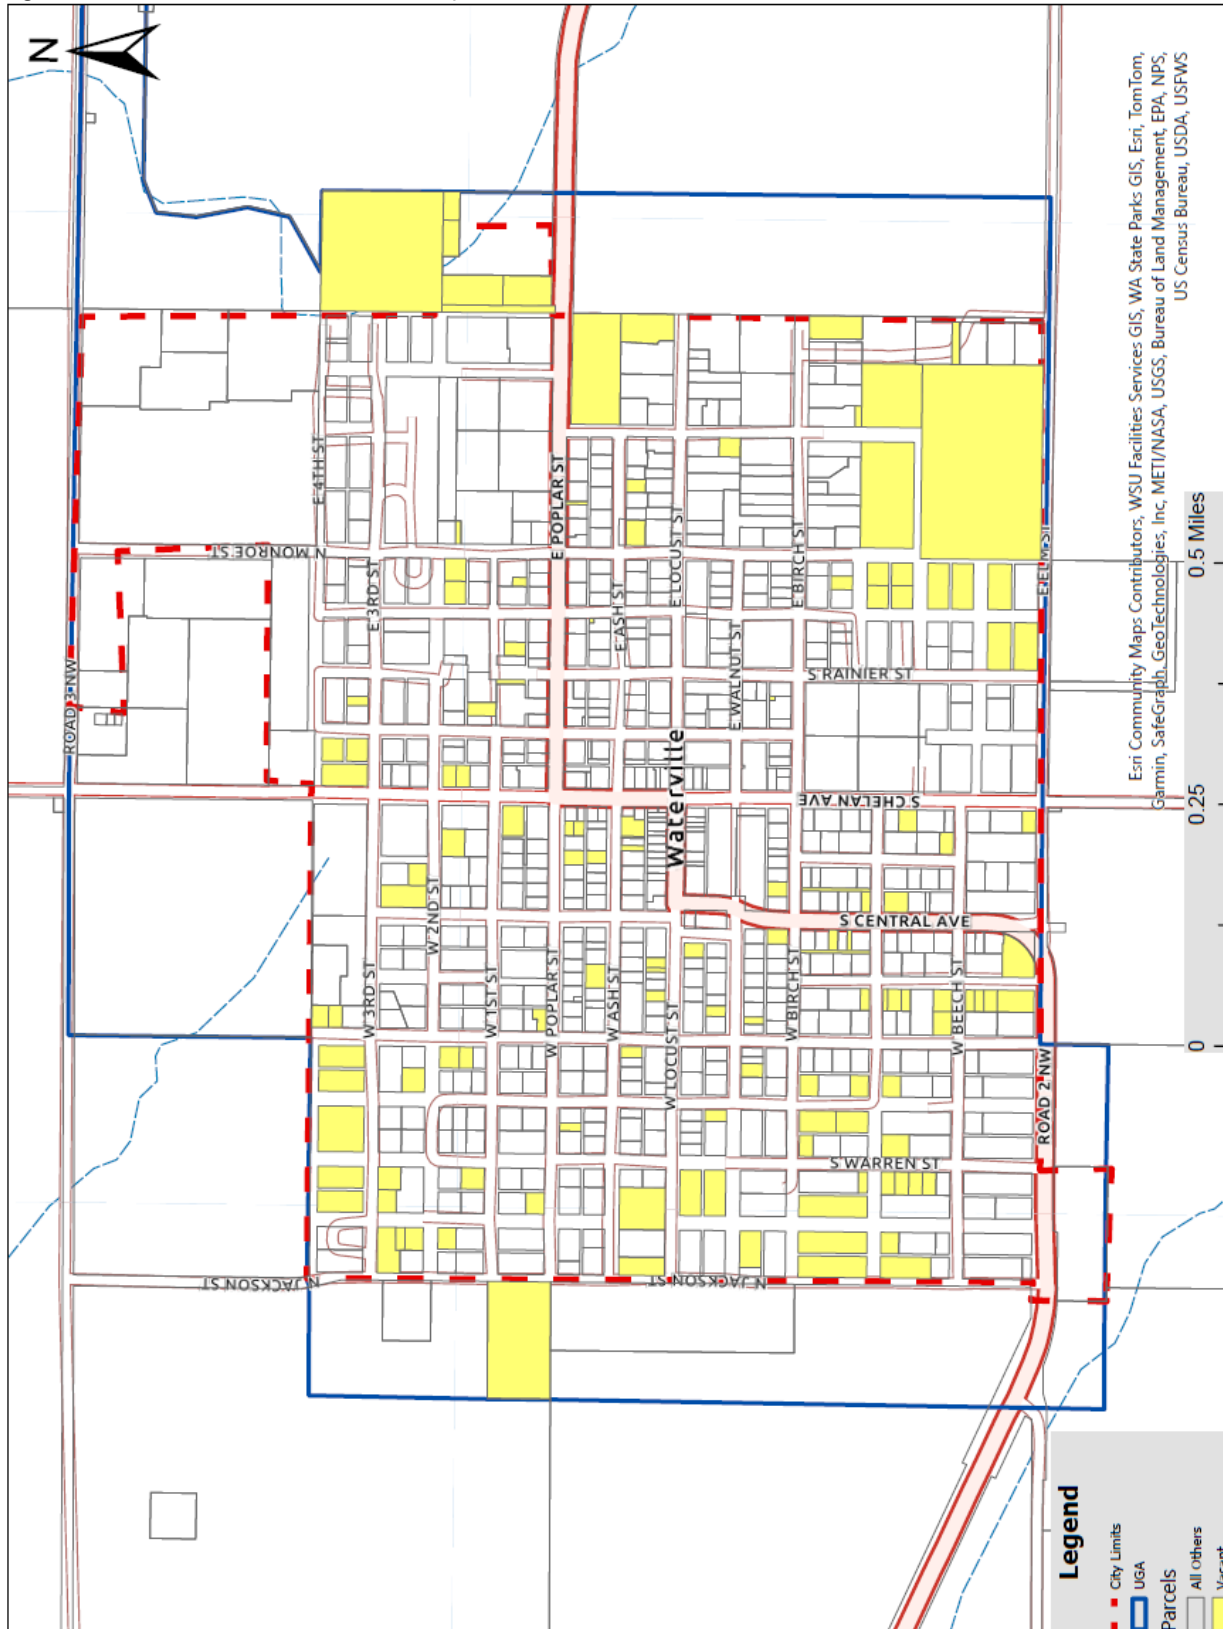 N
ROAD 3 NW
N MONROE ST
E 4TH ST
E 3RD ST
E POPLAR ST
E ASH ST
E LOCUST ST
E WALNUT ST
E BIRCH ST
S RAINIER ST
E ELM ST
Waterville
S CHELAN AVE
W 2ND ST
W 3RD ST
W 1ST ST
W POPLAR ST
W ASH ST
W LOCUST ST
W BIRCH ST
S CENTRAL AVE
W BEECH ST
ROAD 2 NW
S WARREN ST
N JACKSON ST
N JACKSON ST
N JACKSON ST
Esri Community Maps Contributors, WSU Facilities Services GIS, WA State Parks GIS, Esri, TomTom,
Garmin, SafeGraph, GeoTechnologies, Inc, METI/NASA, USGS, Bureau of Land Management, EPA, NPS,
US Census Bureau, USDA, USFWS
0 0.25 0.5 Miles
Legend
City Limits
UGA
Parcels
All Others
Vacant